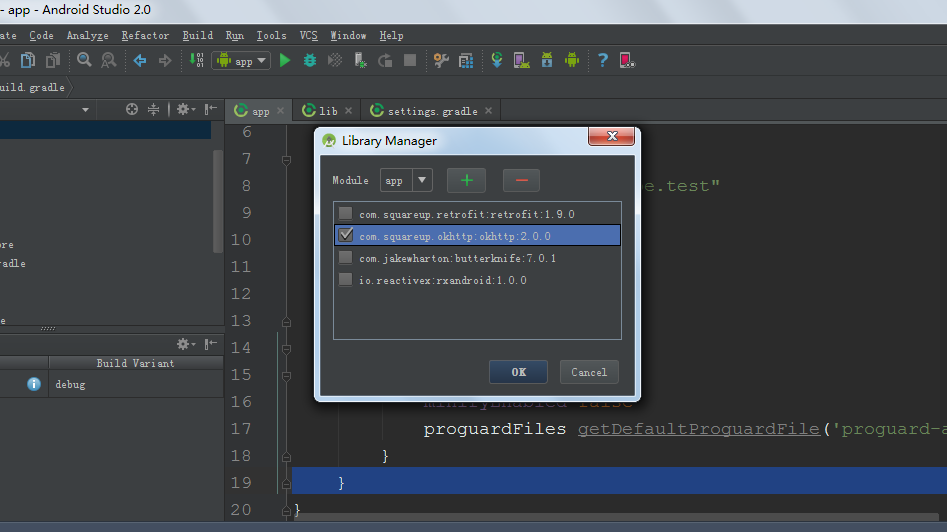 - app - Android Studio 2.0
ate Code Analyze Refactor Build Run Tools VCS Window Help
app
uild.gradle
app lib settings.gradle
6
7
8 be.test"
9
10
11
12
13
14
15
16 minifyEnabled false
17 proguardFiles getDefaultProguardFile('proguard-a
18 }
19 }
20 }
ore
radle
e
Build Variant
debug
Library Manager
Module app
com.squareup.retrofit:retrofit:1.9.0
com.squareup.okhttp:okhttp:2.0.0
com.jakewharton:butterknife:7.0.1
io.reactivex:rxandroid:1.0.0
OK Cancel